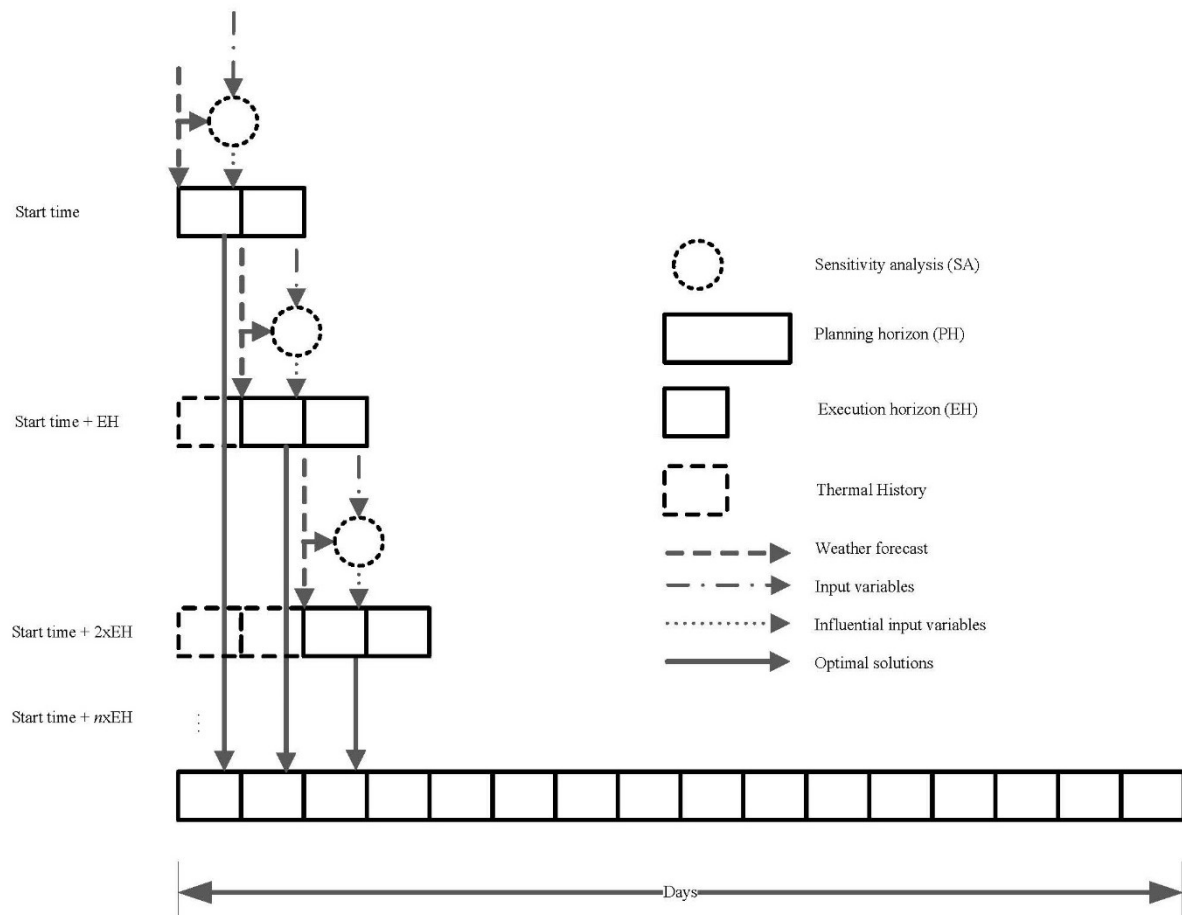 Start time
Sensitivity analysis (SA)
Planning horizon (PH)
Start time + EH
Execution horizon (EH)
Thermal History
Weather forecast
Input variables
Start time + 2xEH
Influential input variables
Optimal solutions
Start time + nxEH
Days